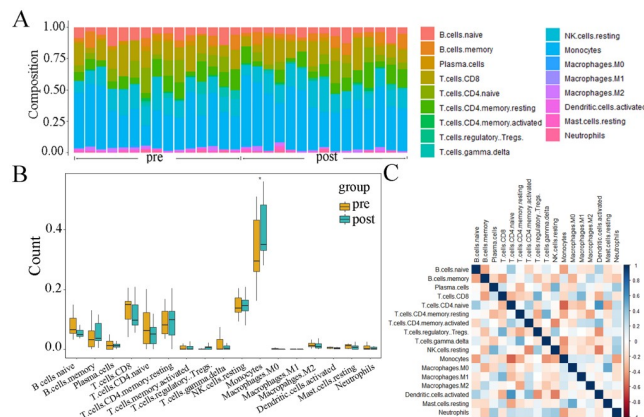 A
Composition
1.00
0.75
0.50
0.25
0.00
pre
post
B.cells.naive
B.cells.memory
Plasma.cells
T.cells.CD8
T.cells.CD4.naive
T.cells.CD4.memory.resting
T.cells.CD4.memory.activated
T.cells.regulatory..Tregs.
T.cells.gamma.delta
NK.cells.resting
Monocytes
Macrophages.M0
Macrophages.M1
Macrophages.M2
Dendritic.cells.activated
Mast.cells.resting
Neutrophils
B
Count
0.4
0.2
0.0
*
group
pre
post
B.cells.naive
B.cells.memory
Plasma.cells
T.cells.CD8
T.cells.CD4.naive
T.cells.CD4.memory.resting
T.cells.CD4.memory.activated
T.cells.regulatory..Tregs.
T.cells.gamma.delta
NK.cells.resting
Monocytes
Macrophages.M0
Macrophages.M1
Macrophages.M2
Dendritic.cells.activated
Mast.cells.resting
Neutrophils
C
B.cells.naive
B.cells.memory
Plasma.cells
T.cells.CD8
T.cells.CD4.naive
T.cells.CD4.memory.resting
T.cells.CD4.memory.activated
T.cells.regulatory..Tregs.
T.cells.gamma.delta
NK.cells.resting
Monocytes
Macrophages.M0
Macrophages.M1
Macrophages.M2
Dendritic.cells.activated
Mast.cells.resting
Neutrophils
B.cells.naive
B.cells.memory
Plasma.cells
T.cells.CD8
T.cells.CD4.naive
T.cells.CD4.memory.resting
T.cells.CD4.memory.activated
T.cells.regulatory..Tregs.
T.cells.gamma.delta
NK.cells.resting
Monocytes
Macrophages.M0
Macrophages.M1
Macrophages.M2
Dendritic.cells.activated
Mast.cells.resting
Neutrophils
1
0.8
0.6
0.4
0.2
0
-0.2
-0.4
-0.6
-0.8
-1